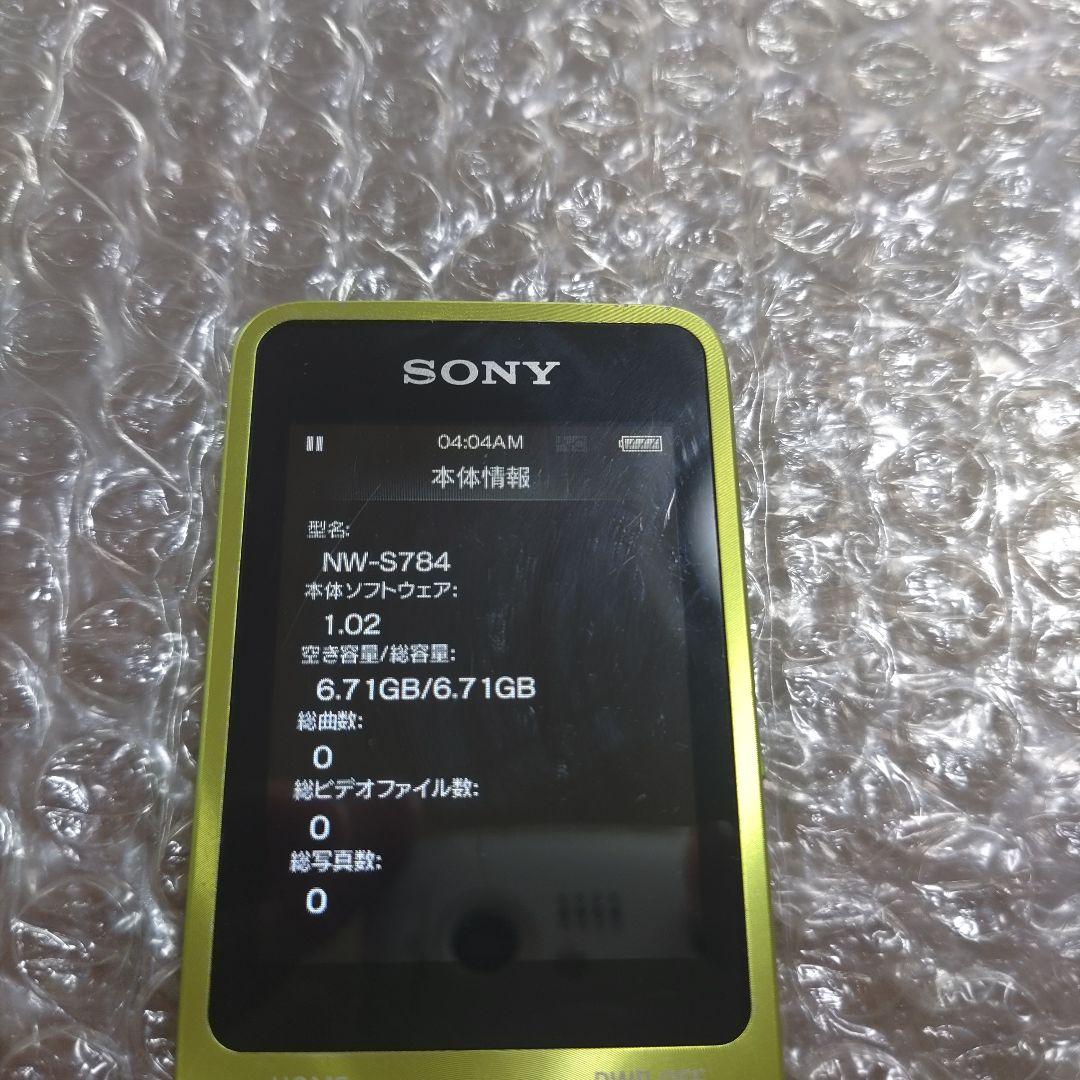 SONY
04:04AM
本体情報
型名:
NW-S784
本体ソフトウェア:
1.02
空き容量/総容量:
6.71GB/6.71GB
総曲数:
0
総ビデオファイル数:
0
総写真数:
0